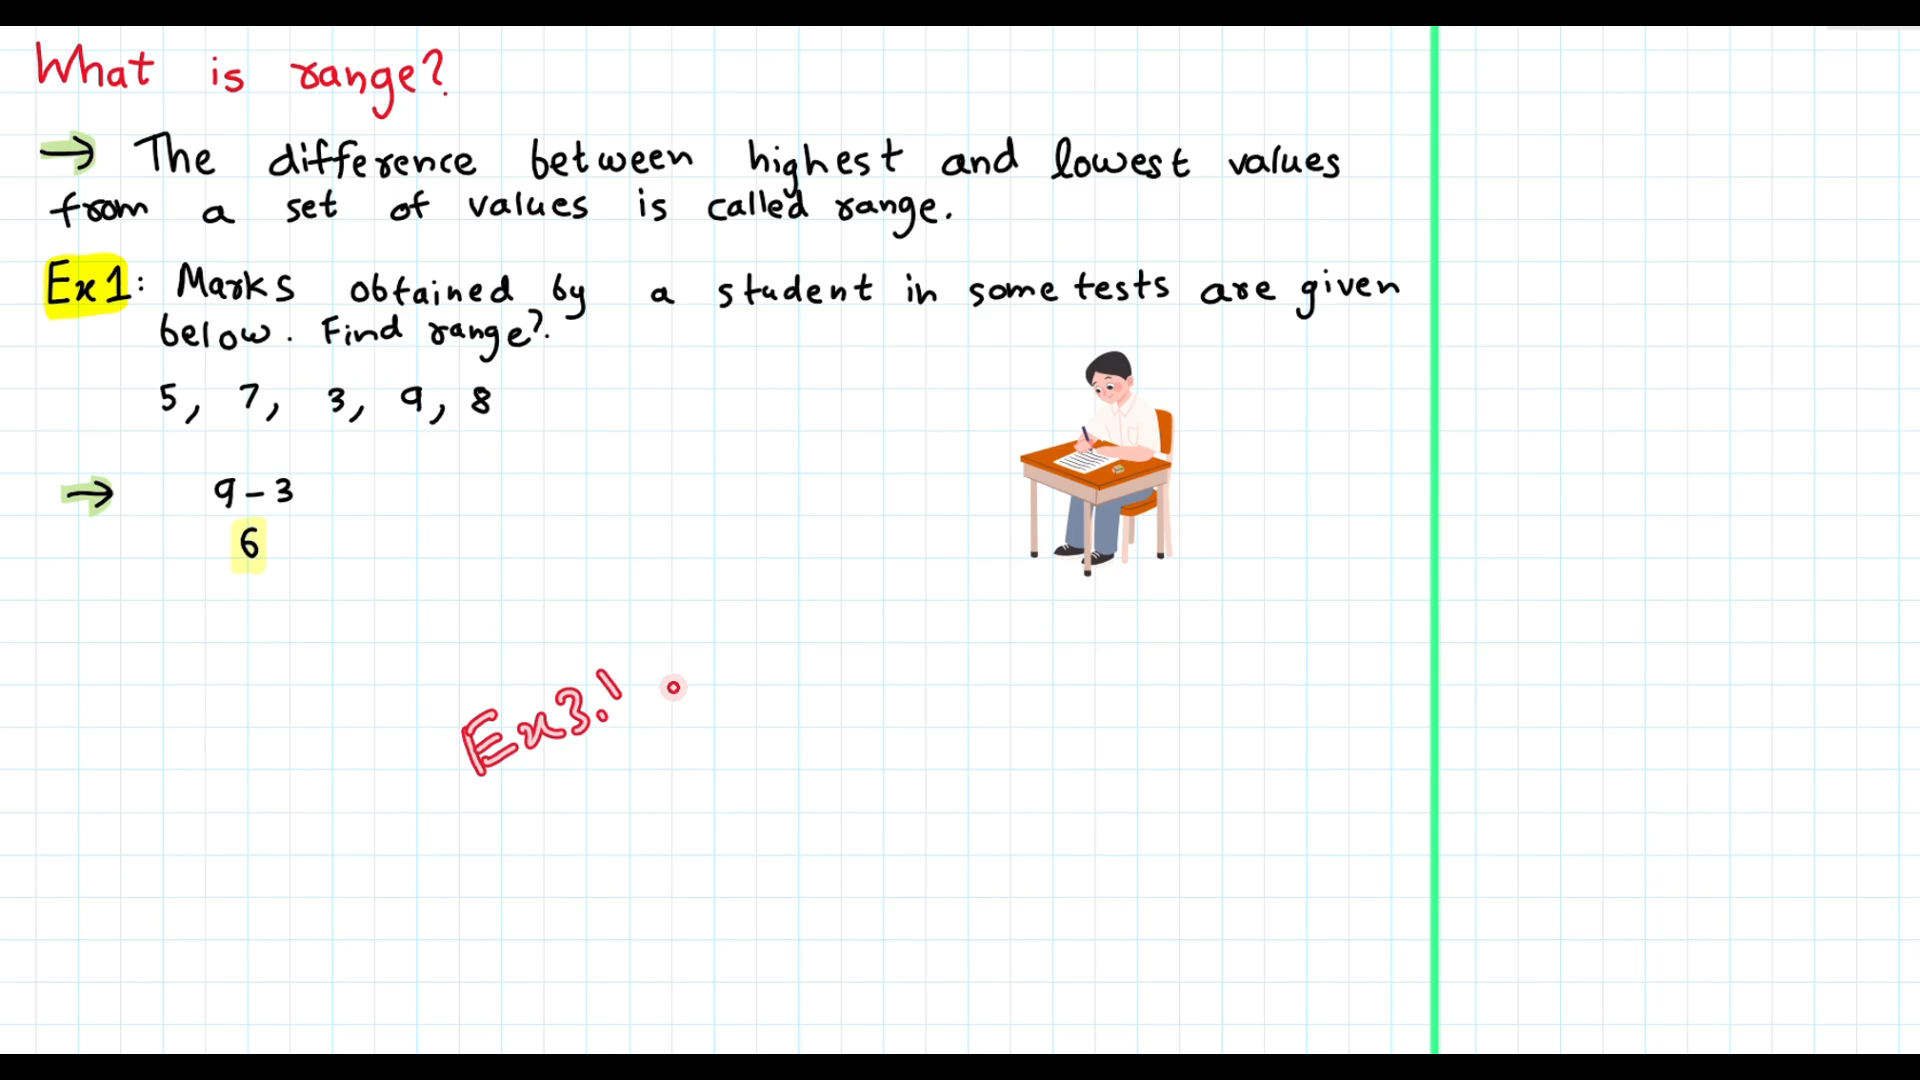 What is range?
→ The difference between highest and lowest values
from a set of values is called range.
Ex1: Marks obtained by a student in some tests are given
below. Find range?.
5, 7, 3, 9, 8
→ 9-3
6
Ex3.1